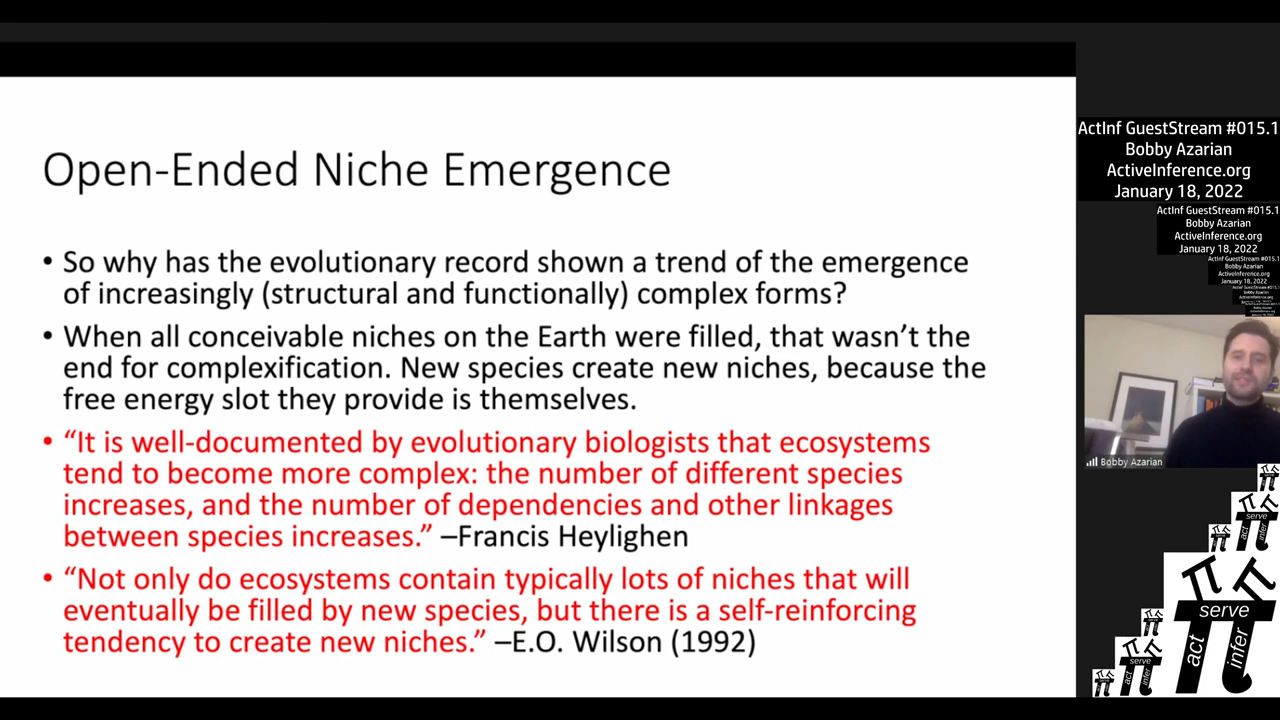 Open-Ended Niche Emergence
• So why has the evolutionary record shown a trend of the emergence
of increasingly (structural and functionally) complex forms?
• When all conceivable niches on the Earth were filled, that wasn’t the
end for complexification. New species create new niches, because the
free energy slot they provide is themselves.
• “It is well-documented by evolutionary biologists that ecosystems
tend to become more complex: the number of different species
increases, and the number of dependencies and other linkages
between species increases.” –Francis Heylighen
• “Not only do ecosystems contain typically lots of niches that will
eventually be filled by new species, but there is a self-reinforcing
tendency to create new niches.” –E.O. Wilson (1992)
ActInf GuestStream #015.1
Bobby Azarian
ActiveInference.org
January 18, 2022
ActInf GuestStream #015.1
Bobby Azarian
ActiveInference.org
January 18, 2022
ActInf GuestStream #015.1
Bobby Azarian
ActiveInference.org
January 18, 2022
Bobby Azarian
serve
act
infer
serve
act
infer
serve
act